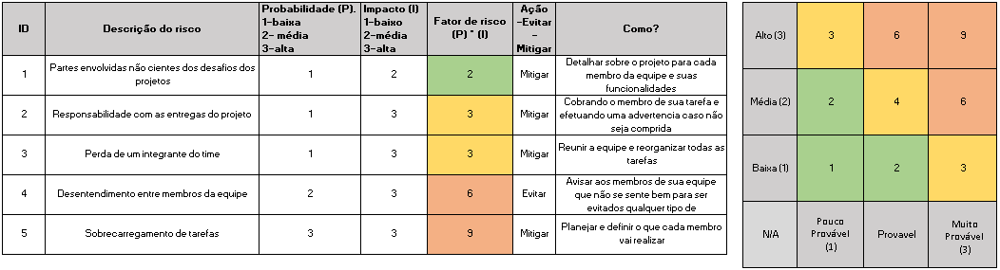 ID
Descrição do risco
Probabilidade (P).
1-baixa
2- média
3-alta
Impacto (I)
1-baixo
2-média
3-alta
Fator de risco
(P) * (I)
Ação
-Evitar
-
Mitigar
Como?
1
Partes envolvidas não cientes dos desafios dos
projetos
1
2
2
Mitigar
Detalhar sobre o projeto para cada
membro da equipe e suas
funcionalidades
2
Responsabilidade com as entregas do projeto
1
3
3
Mitigar
Cobrando o membro de sua tarefa e
efetuando uma advertencia caso não
seja comprida
3
Perda de um integrante do time
1
3
3
Mitigar
Reunir a equipe e reorganizar todas as
tarefas
4
Desentendimento entre membros da equipe
2
3
6
Evitar
Avisar aos membros de sua equipe
que não se sente bem para ser
evitados qualquer tipo de
5
Sobrecarregamento de tarefas
3
3
9
Mitigar
Planejar e definir o que cada membro
vai realizar
Alto (3)
3
6
9
Média (2)
2
4
6
Baixa (1)
1
2
3
N/A
Pouco
Provável
(1)
Provavel
Muito
Provável
(3)